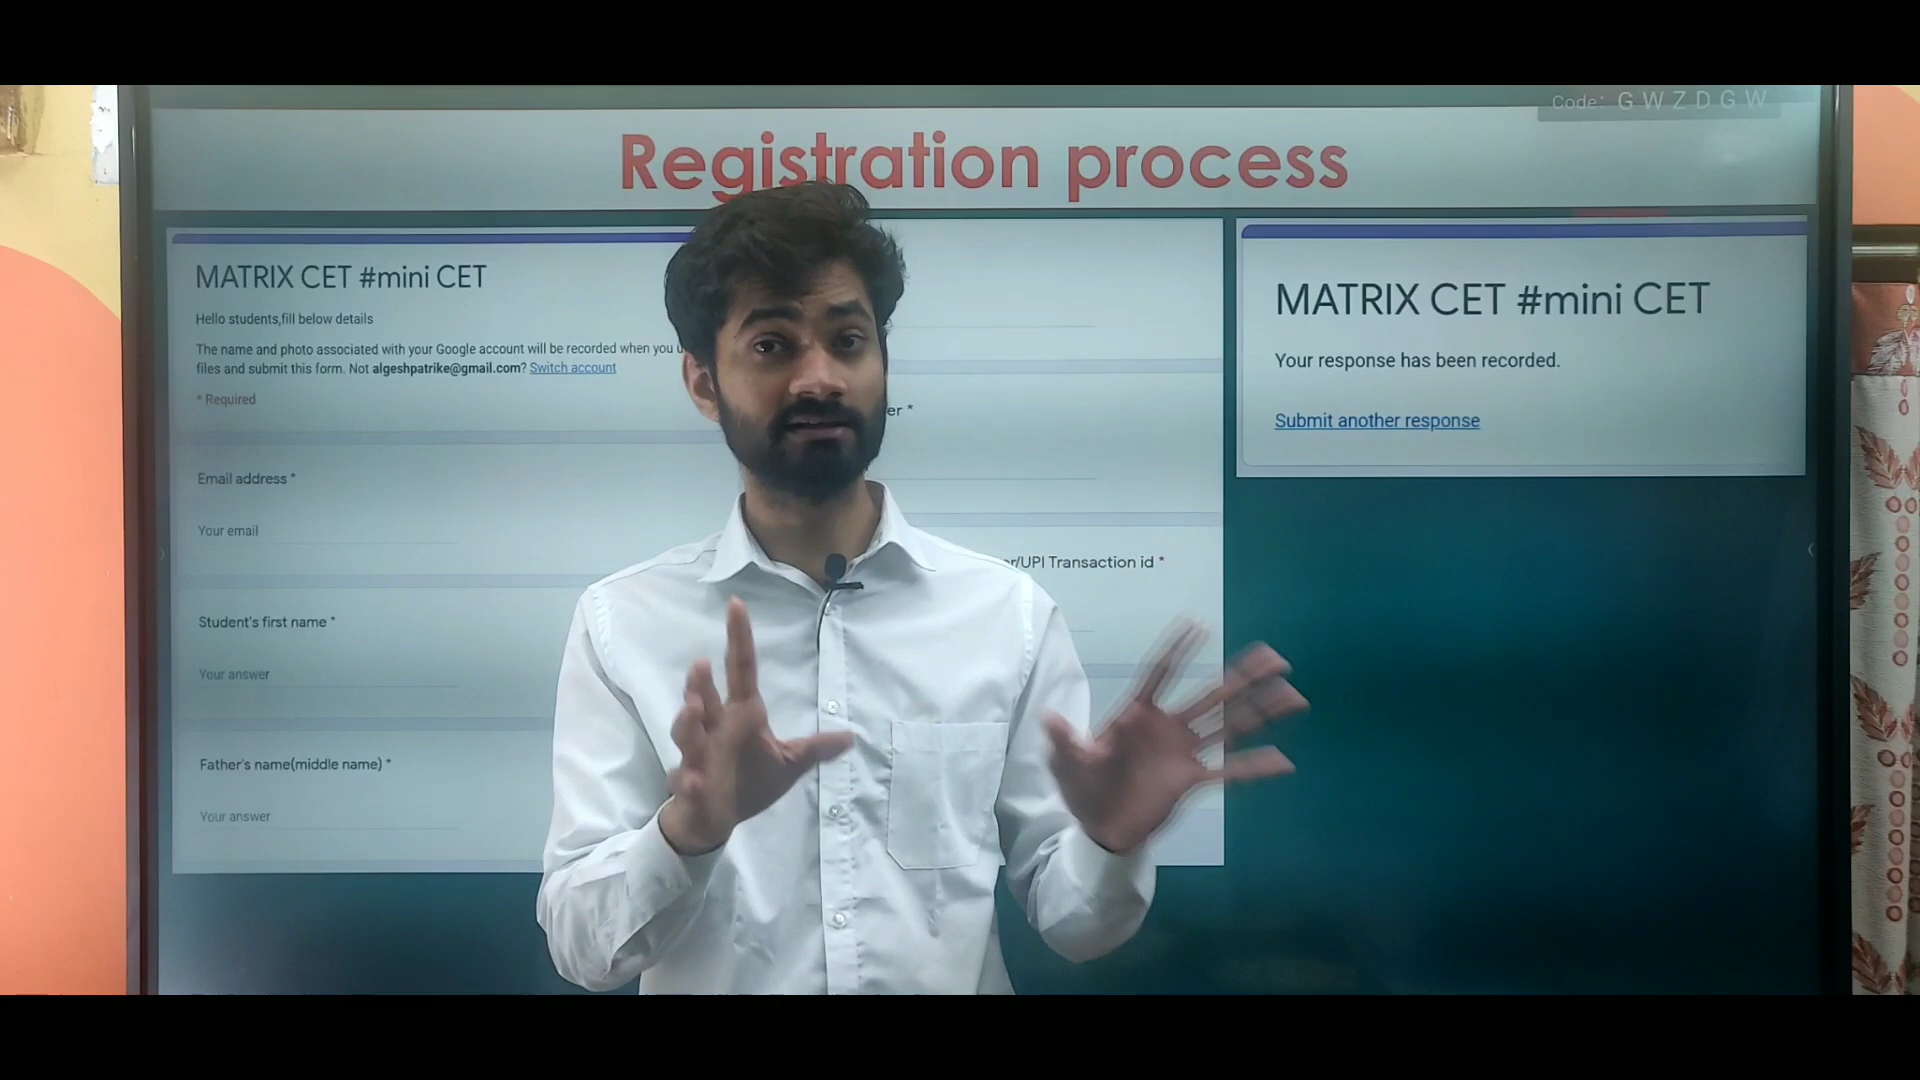 Code: GWZDGW
Registration process
MATRIX CET #mini CET
Hello students,fill below details
The name and photo associated with your Google account will be recorded when you
files and submit this form. Not algeshpatrike@gmail.com? Switch account
* Required
Email address *
Your email
Student's first name *
Your answer
Father's name(middle name) *
Your answer
er *
er/UPI Transaction id *
MATRIX CET #mini CET
Your response has been recorded.
Submit another response